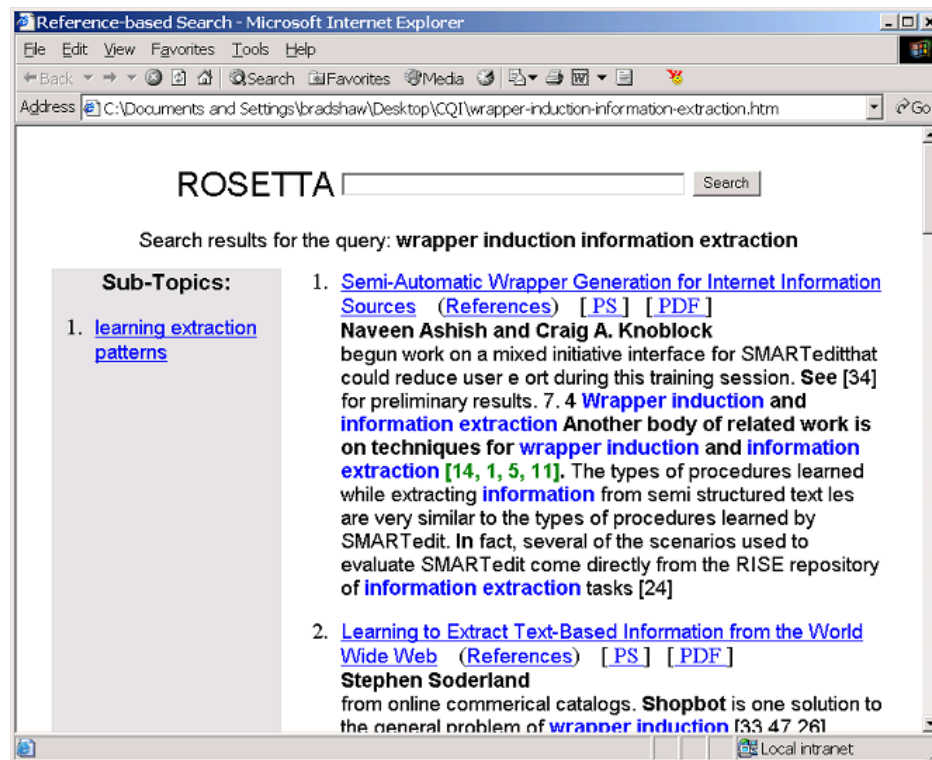 Reference-based Search - Microsoft Internet Explorer
File Edit View Favorites Tools Help
Back Search Favorites Media
Address C:\Documents and Settings\bradshaw\Desktop\CQI\wrapper-induction-information-extraction.htm Go
ROSETTA Search
Search results for the query: wrapper induction information extraction
Sub-Topics:
1. learning extraction
patterns
1. Semi-Automatic Wrapper Generation for Internet Information
Sources (References) [ PS ] [ PDF ]
Naveen Ashish and Craig A. Knoblock
begun work on a mixed initiative interface for SMARTeditthat
could reduce user e ort during this training session. See [34]
for preliminary results. 7. 4 Wrapper induction and
information extraction Another body of related work is
on techniques for wrapper induction and information
extraction [14, 1, 5, 11]. The types of procedures learned
while extracting information from semi structured text les
are very similar to the types of procedures learned by
SMARTedit. In fact, several of the scenarios used to
evaluate SMARTedit come directly from the RISE repository
of information extraction tasks [24]
2. Learning to Extract Text-Based Information from the World
Wide Web (References) [ PS ] [ PDF ]
Stephen Soderland
from online commerical catalogs. Shopbot is one solution to
the general problem of wrapper induction [33 47 26]
Local intranet